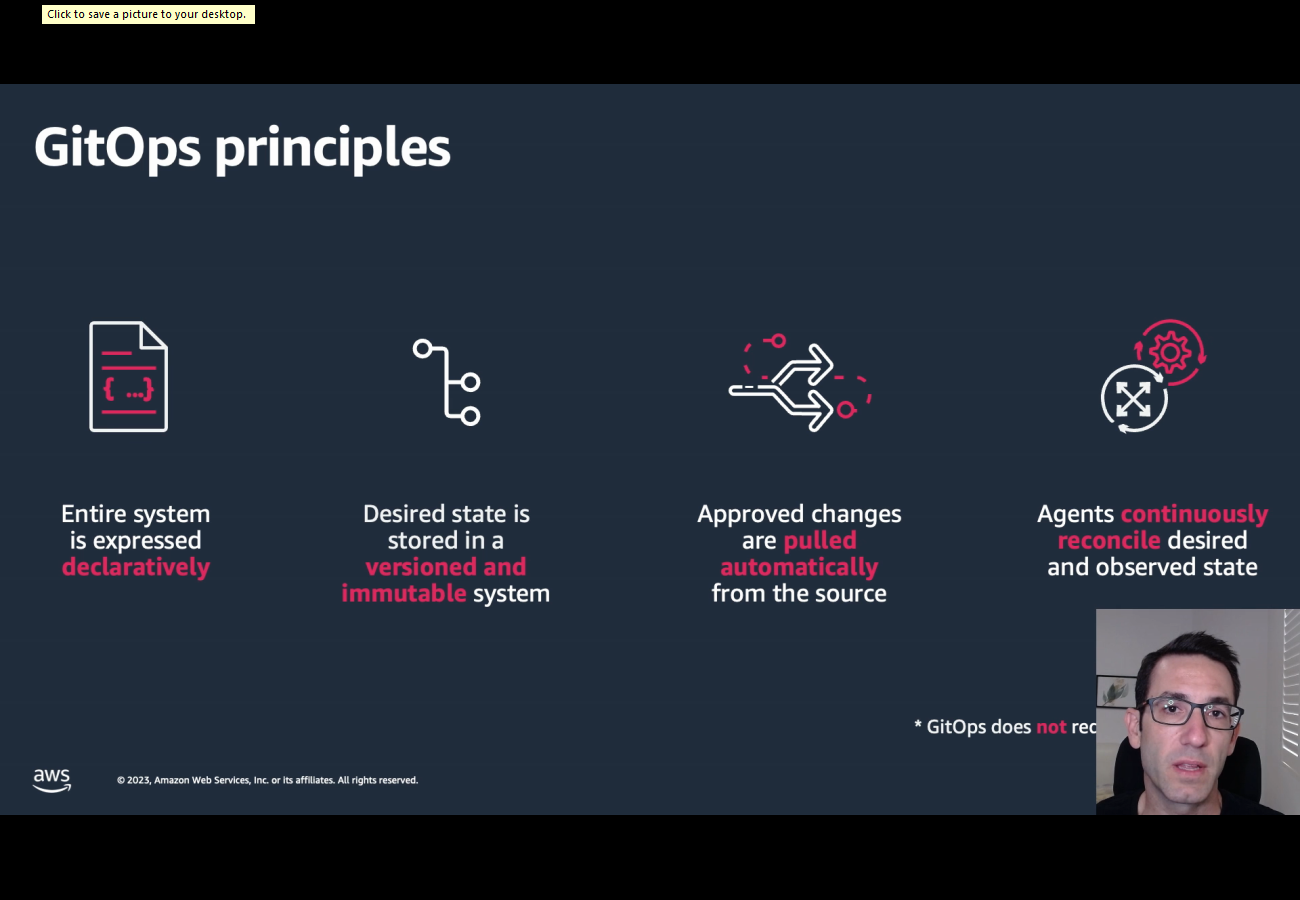 Click to save a picture to your desktop.
GitOps principles
{ ... }
Entire system
is expressed
declaratively
Desired state is
stored in a
versioned and
immutable system
Approved changes
are pulled
automatically
from the source
Agents continuously
reconcile desired
and observed state
* GitOps does not
aws
© 2023, Amazon Web Services, Inc. or its affiliates. All rights reserved.